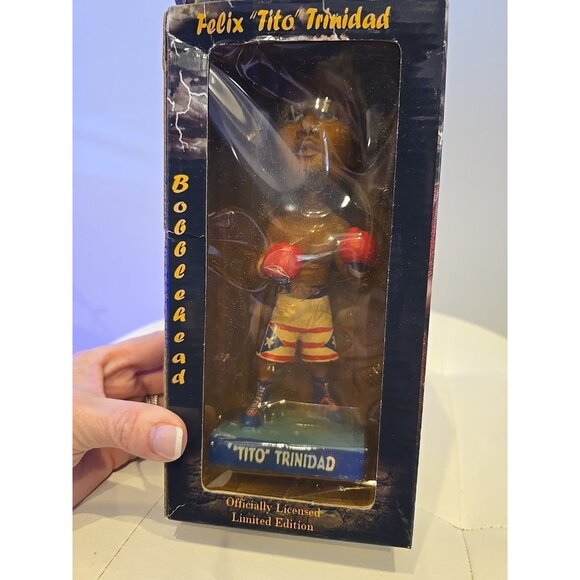 Felix "Tito" Trinidad
Bobblehead
"TITO" TRINIDAD
Officially Licensed
Limited Edition